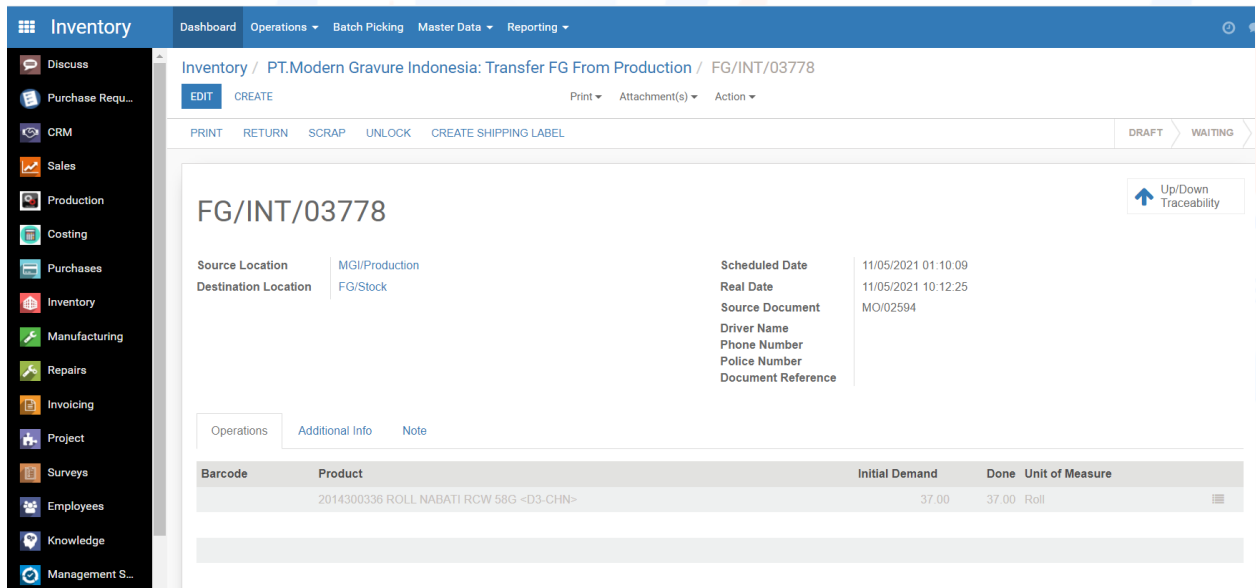 Inventory Dashboard Operations Batch Picking Master Data Reporting
Discuss
Purchase Requ...
CRM
Sales
Production
Costing
Purchases
Inventory
Manufacturing
Repairs
Invoicing
Project
Surveys
Employees
Knowledge
Management S...
Inventory / PT.Modern Gravure Indonesia: Transfer FG From Production / FG/INT/03778
EDIT CREATE Print Attachment(s) Action
PRINT RETURN SCRAP UNLOCK CREATE SHIPPING LABEL DRAFT WAITING
Up/Down
Traceability
FG/INT/03778
Source Location MGI/Production
Destination Location FG/Stock
Scheduled Date 11/05/2021 01:10:09
Real Date 11/05/2021 10:12:25
Source Document MO/02594
Driver Name
Phone Number
Police Number
Document Reference
Operations Additional Info Note
Barcode Product Initial Demand Done Unit of Measure
2014300336 ROLL NABATI RCW 58G <D3-CHN> 37.00 37.00 Roll